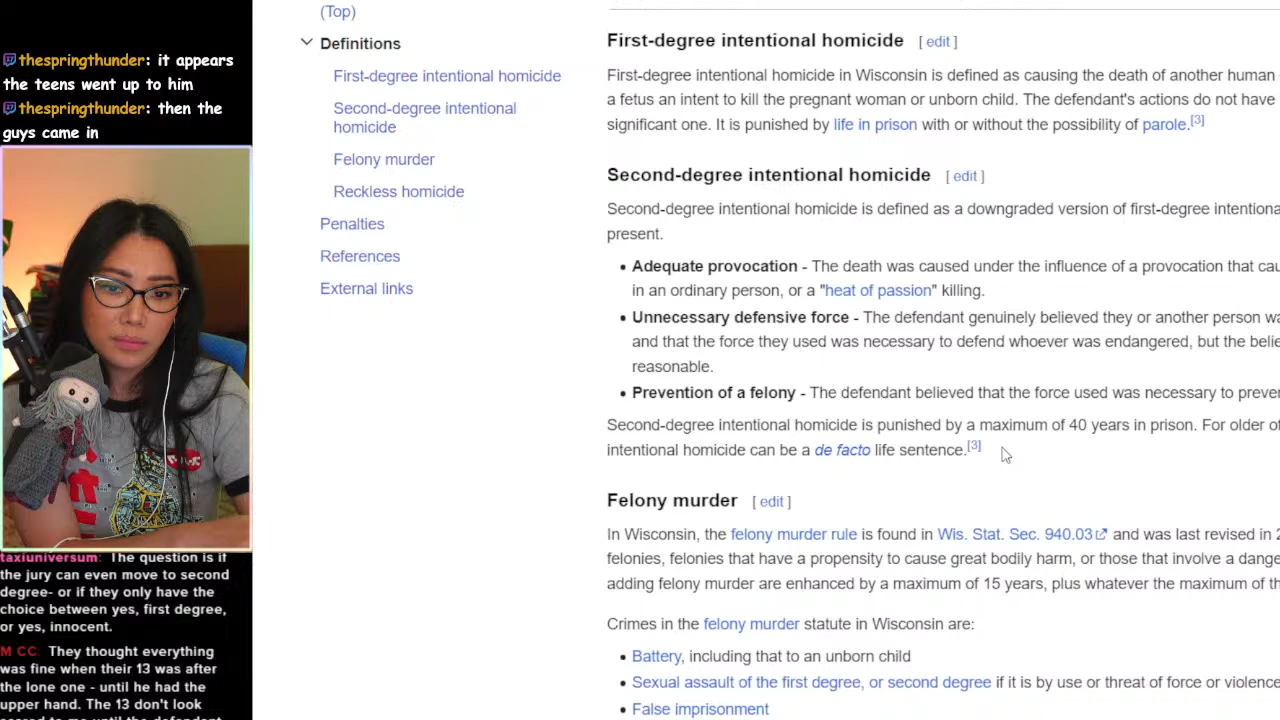 thespringthunder: it appears
the teens went up to him
thespringthunder: then the
guys came in
taxiuniversum: The question is if
the jury can even move to second
degree- or if they only have the
choice between yes, first degree,
or yes, innocent.
M CC: They thought everything
was fine when their 13 was after
the lone one - until he had the
upper hand. The 13 don't look
scared to me until the defendant
(Top)
Definitions
First-degree intentional homicide
Second-degree intentional
homicide
Felony murder
Reckless homicide
Penalties
References
External links
First-degree intentional homicide [ edit ]
First-degree intentional homicide in Wisconsin is defined as causing the death of another human
a fetus an intent to kill the pregnant woman or unborn child. The defendant's actions do not have
significant one. It is punished by life in prison with or without the possibility of parole.[3]
Second-degree intentional homicide [ edit ]
Second-degree intentional homicide is defined as a downgraded version of first-degree intentiona
present.
• Adequate provocation - The death was caused under the influence of a provocation that cau
in an ordinary person, or a "heat of passion" killing.
• Unnecessary defensive force - The defendant genuinely believed they or another person wa
and that the force they used was necessary to defend whoever was endangered, but the belie
reasonable.
• Prevention of a felony - The defendant believed that the force used was necessary to preven
Second-degree intentional homicide is punished by a maximum of 40 years in prison. For older of
intentional homicide can be a de facto life sentence.[3]
Felony murder [ edit ]
In Wisconsin, the felony murder rule is found in Wis. Stat. Sec. 940.03 and was last revised in 2
felonies, felonies that have a propensity to cause great bodily harm, or those that involve a dange
adding felony murder are enhanced by a maximum of 15 years, plus whatever the maximum of th
Crimes in the felony murder statute in Wisconsin are:
• Battery, including that to an unborn child
• Sexual assault of the first degree, or second degree if it is by use or threat of force or violence
• False imprisonment